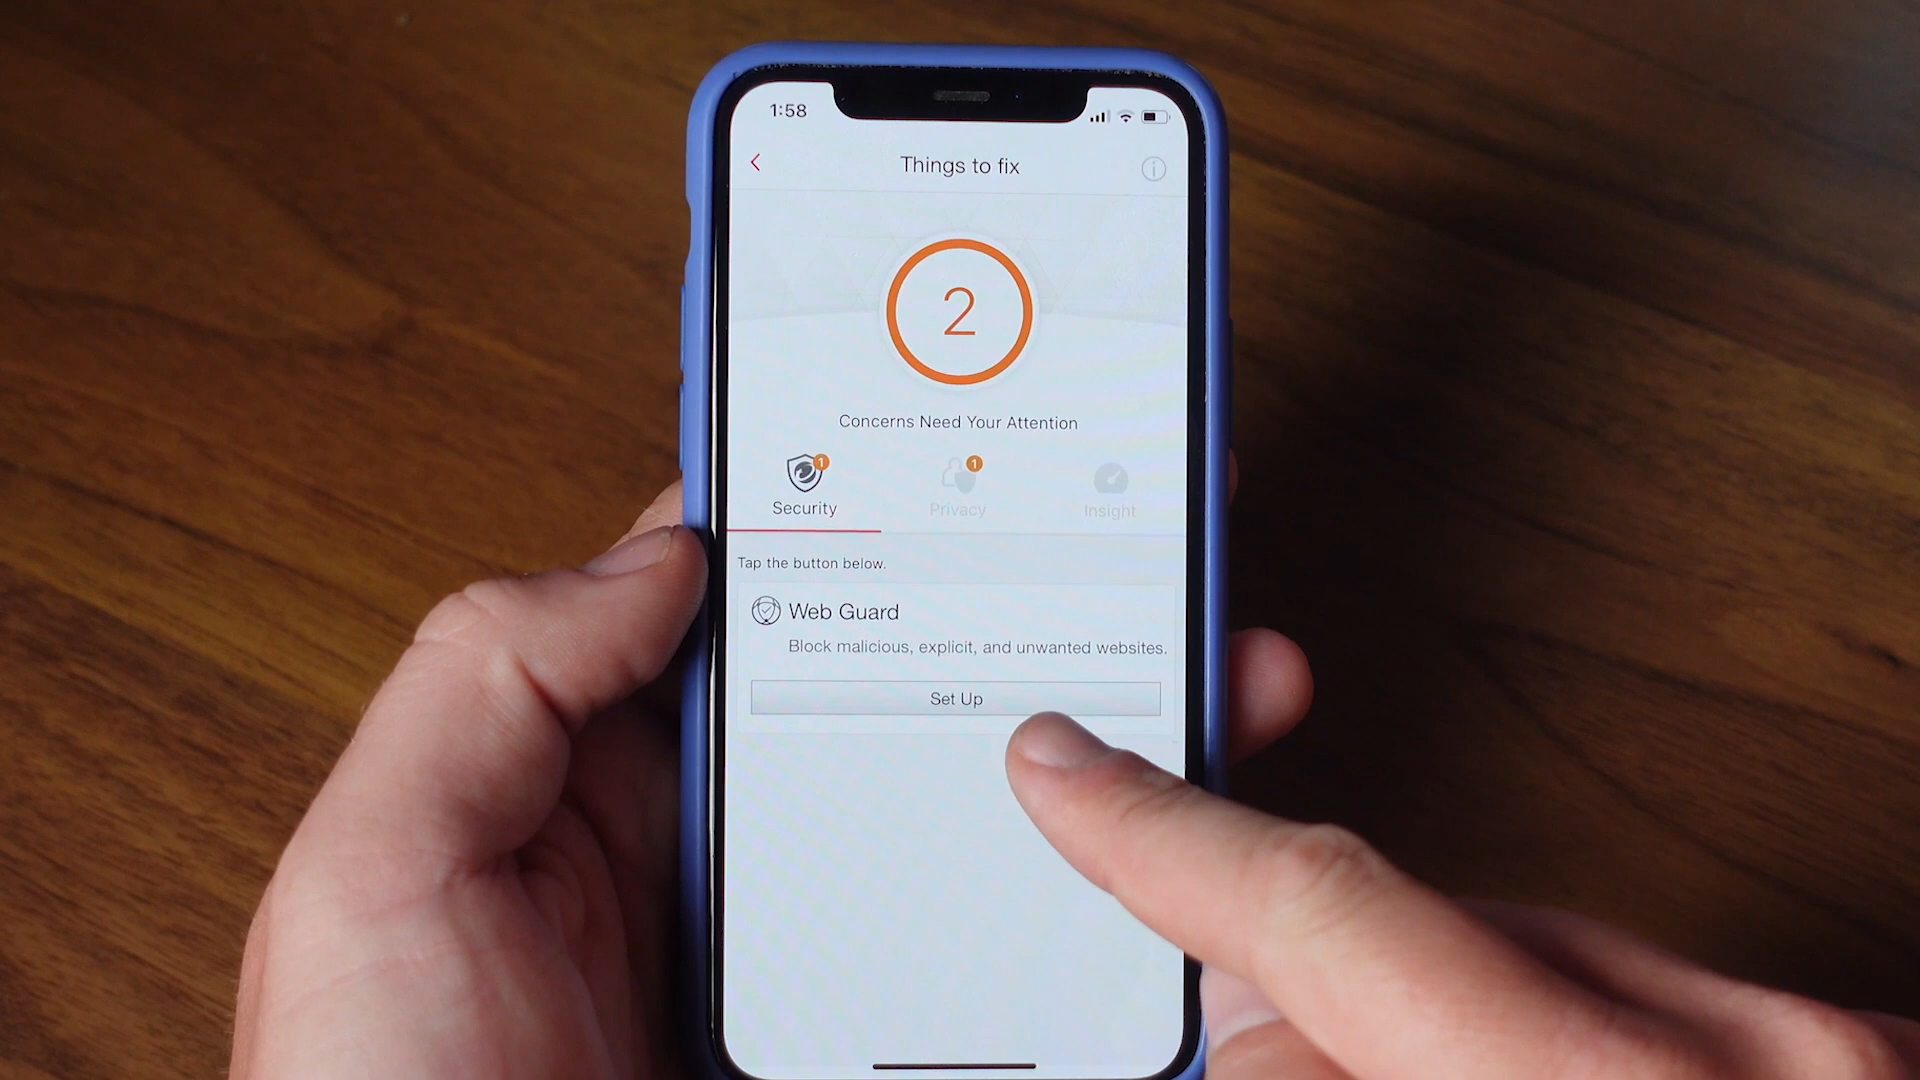 1:58
Things to fix
2
Concerns Need Your Attention
1
1
Security
Privacy
Insight
Tap the button below.
Web Guard
Block malicious, explicit, and unwanted websites.
Set Up